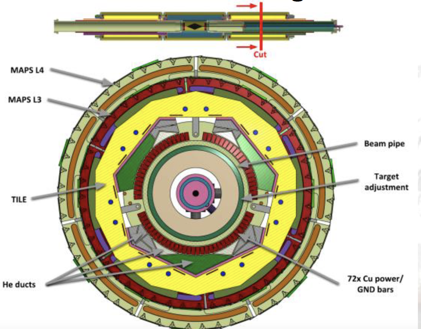 Cut
MAPS L4
MAPS L3
Beam pipe
Target
adjustment
TILE
He ducts
72x Cu power/
GND bars